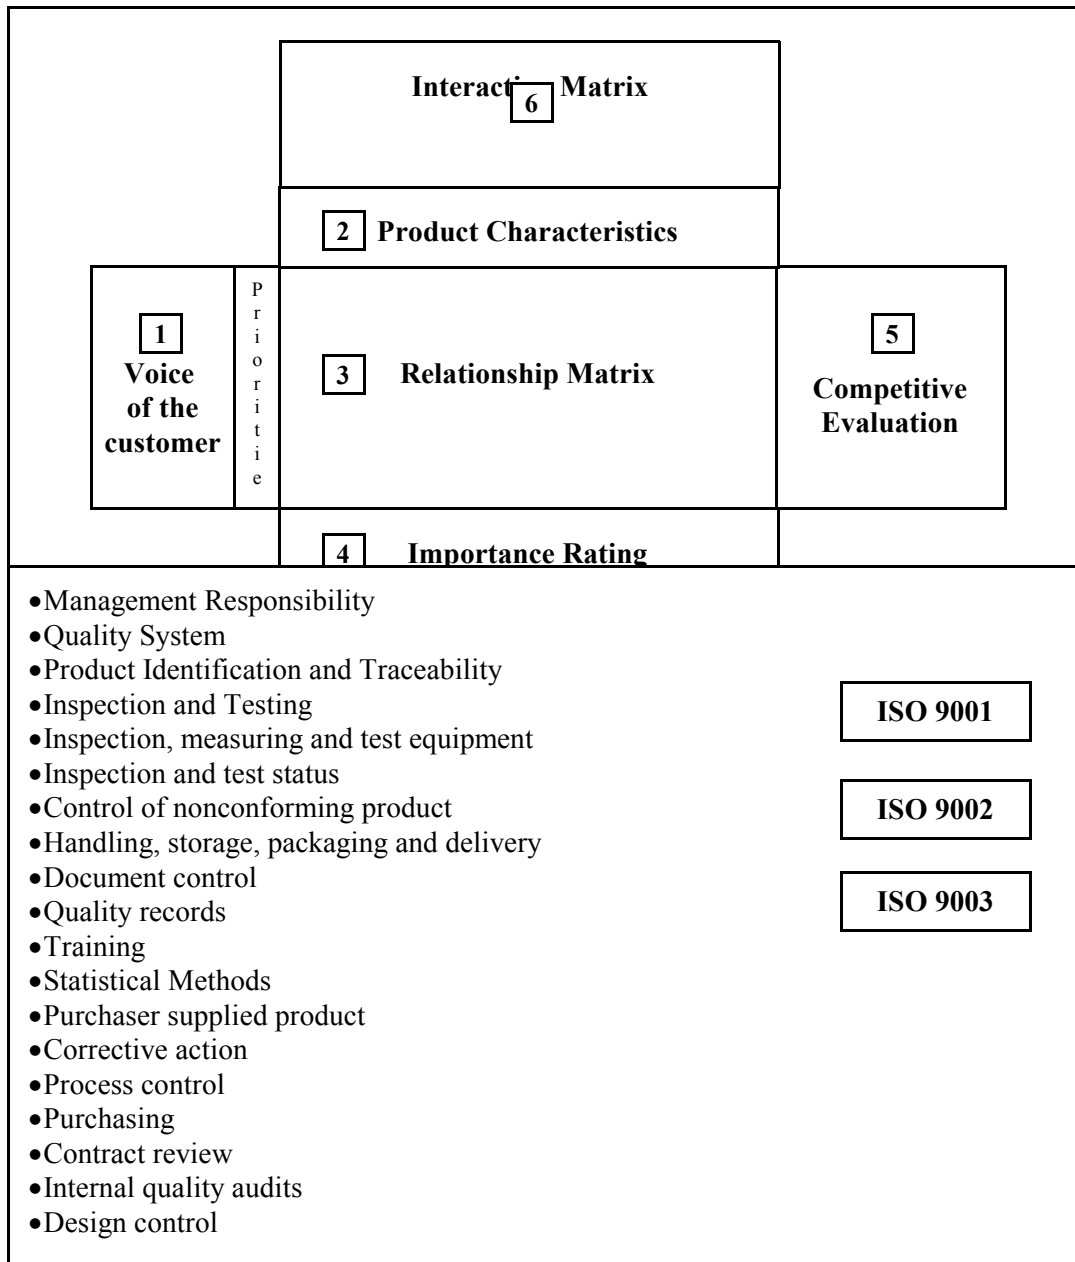 Interaction Matrix
6
2 Product Characteristics
Prioritie
1
Voice
of the
customer
3 Relationship Matrix
5
Competitive
Evaluation
4 Importance Rating
•Management Responsibility
•Quality System
•Product Identification and Traceability
•Inspection and Testing
•Inspection, measuring and test equipment
•Inspection and test status
•Control of nonconforming product
•Handling, storage, packaging and delivery
•Document control
•Quality records
•Training
•Statistical Methods
•Purchaser supplied product
•Corrective action
•Process control
•Purchasing
•Contract review
•Internal quality audits
•Design control
ISO 9001
ISO 9002
ISO 9003